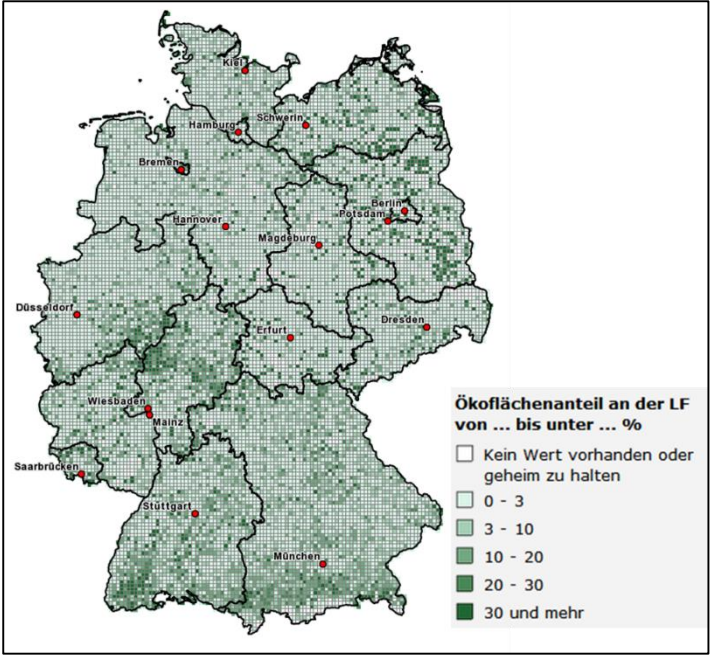 Kiel
Schwerin
Hamburg
Bremen
Berlin
Potsdam
Hannover
Magdeburg
Düsseldorf
Erfurt
Dresden
Wiesbaden
Mainz
Saarbrücken
Stuttgart
München
Ökoflächenanteil an der LF
von ... bis unter ... %
Kein Wert vorhanden oder
geheim zu halten
0 - 3
3 - 10
10 - 20
20 - 30
30 und mehr